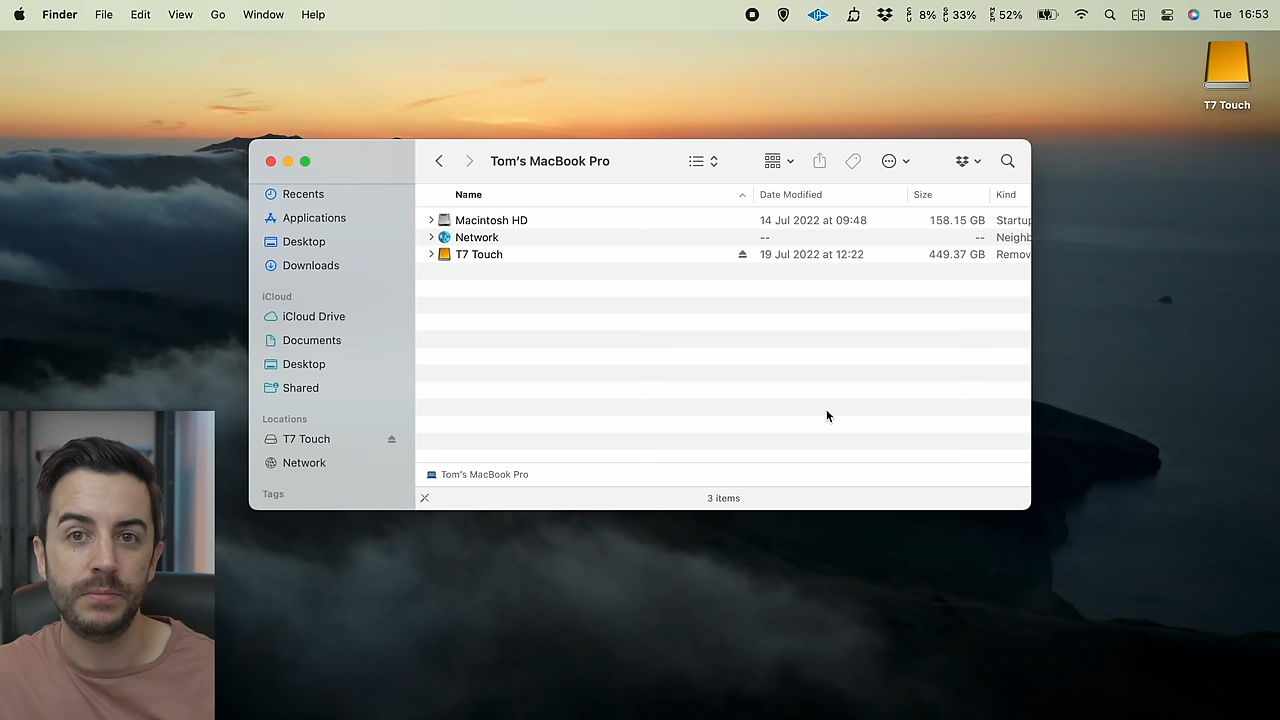 Finder File Edit View Go Window Help 8% 33% 52% Tue 16:53
T7 Touch
Tom's MacBook Pro
Recents
Applications
Desktop
Downloads
iCloud
iCloud Drive
Documents
Desktop
Shared
Locations
T7 Touch
Network
Tags
Name Date Modified Size Kind
Macintosh HD 14 Jul 2022 at 09:48 158.15 GB Startu
Network -- -- Neighb
T7 Touch 19 Jul 2022 at 12:22 449.37 GB Remov
Tom's MacBook Pro
3 items